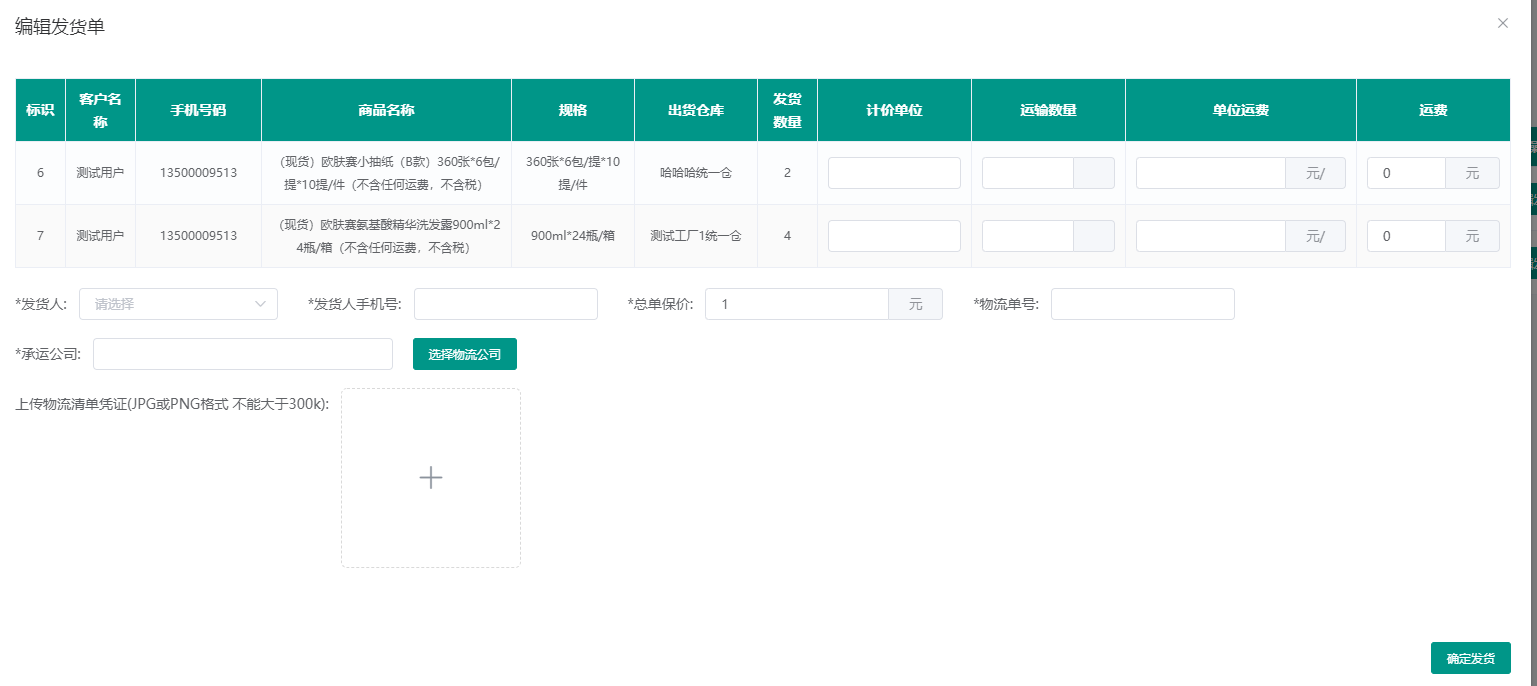 编辑发货单
标识 客户名称 手机号码 商品名称 规格 出货仓库 发货数量 计价单位 运输数量 单位运费 运费
6 测试用户 13500009513 （现货）欧肤赛小抽纸（B款）360张*6包/提*10提/件（不含任何运费，不含税） 360张*6包/提*10提/件 哈哈哈统一仓 2 元/ 0 元
7 测试用户 13500009513 （现货）欧肤赛氨基酸精华洗发露900ml*24瓶/箱（不含任何运费，不含税） 900ml*24瓶/箱 测试工厂1统一仓 4 元/ 0 元
*发货人: 请选择 *发货人手机号: *总单保价: 1 元 *物流单号:
*承运公司: 选择物流公司
上传物流清单凭证(JPG或PNG格式 不能大于300k):
确定发货